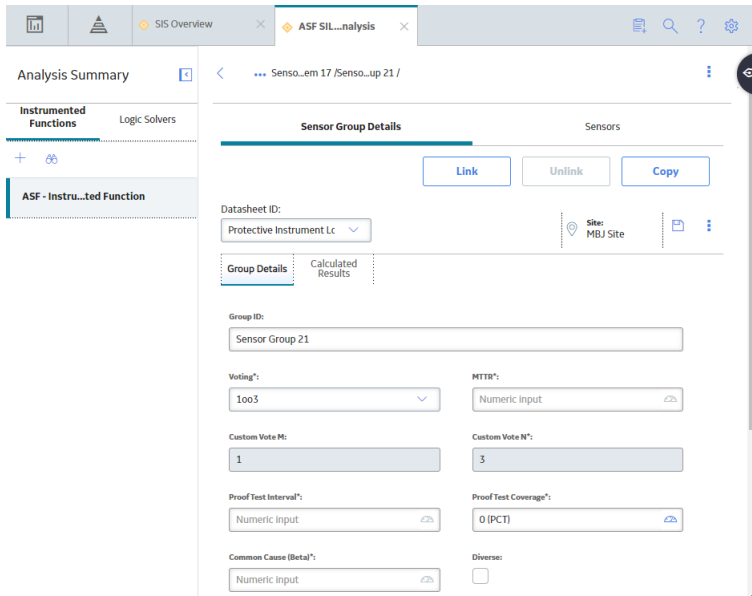 SIS Overview
ASF SIL...nalysis
Analysis Summary
Senso...em 17 /Senso...up 21 /
Instrumented Functions
Logic Solvers
Sensor Group Details
Sensors
Link
Unlink
Copy
ASF - Instru...ted Function
Datasheet ID:
Protective Instrument Lc
Site:
MBJ Site
Group Details
Calculated Results
Group ID:
Sensor Group 21
Voting*:
MTTR*:
1oo3
Numeric input
Custom Vote M:
Custom Vote N*:
1
3
Proof Test Interval*:
Proof Test Coverage*:
Numeric input
0 (PCT)
Common Cause (Beta)*:
Diverse:
Numeric input